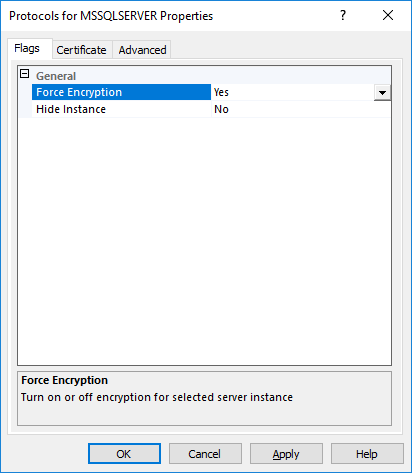 Protocols for MSSQLSERVER Properties
Flags Certificate Advanced
General
Force Encryption Yes
Hide Instance No
Force Encryption
Turn on or off encryption for selected server instance
OK Cancel Apply Help